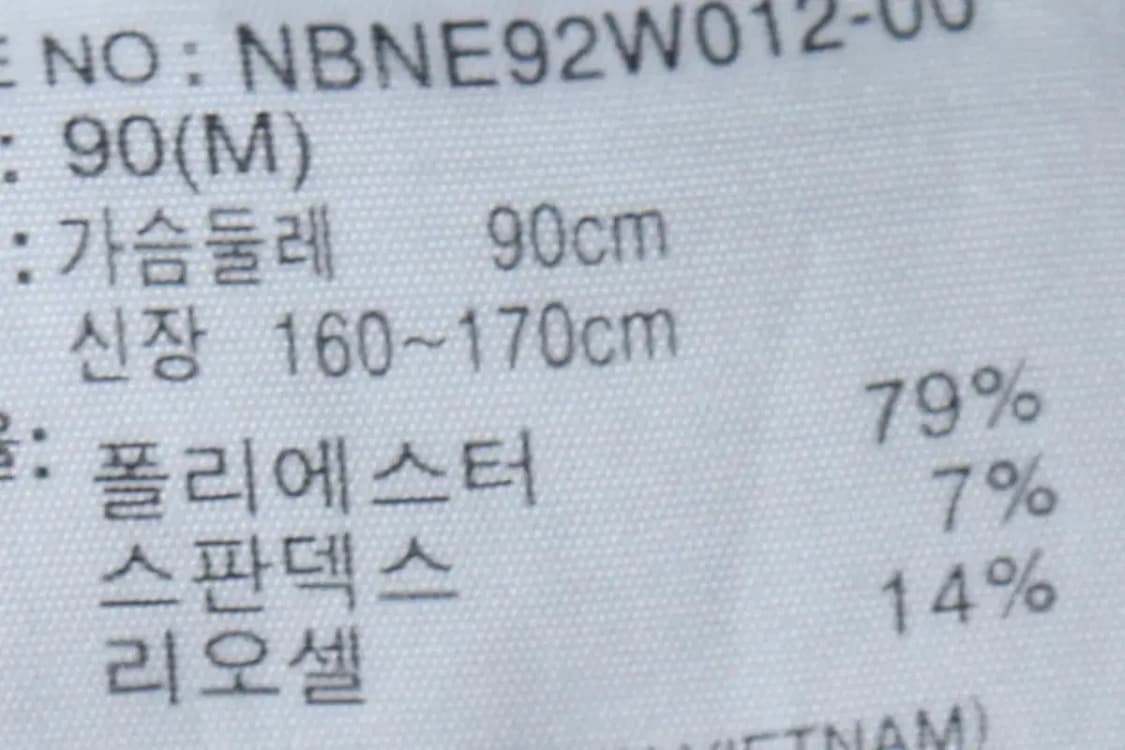 NO : NBNE92W012-00
: 90(M)
: 가슴둘레 90cm
신장 160~170cm
: 폴리에스터 79%
스판덱스 7%
리오셀 14%
(VIETNAM)